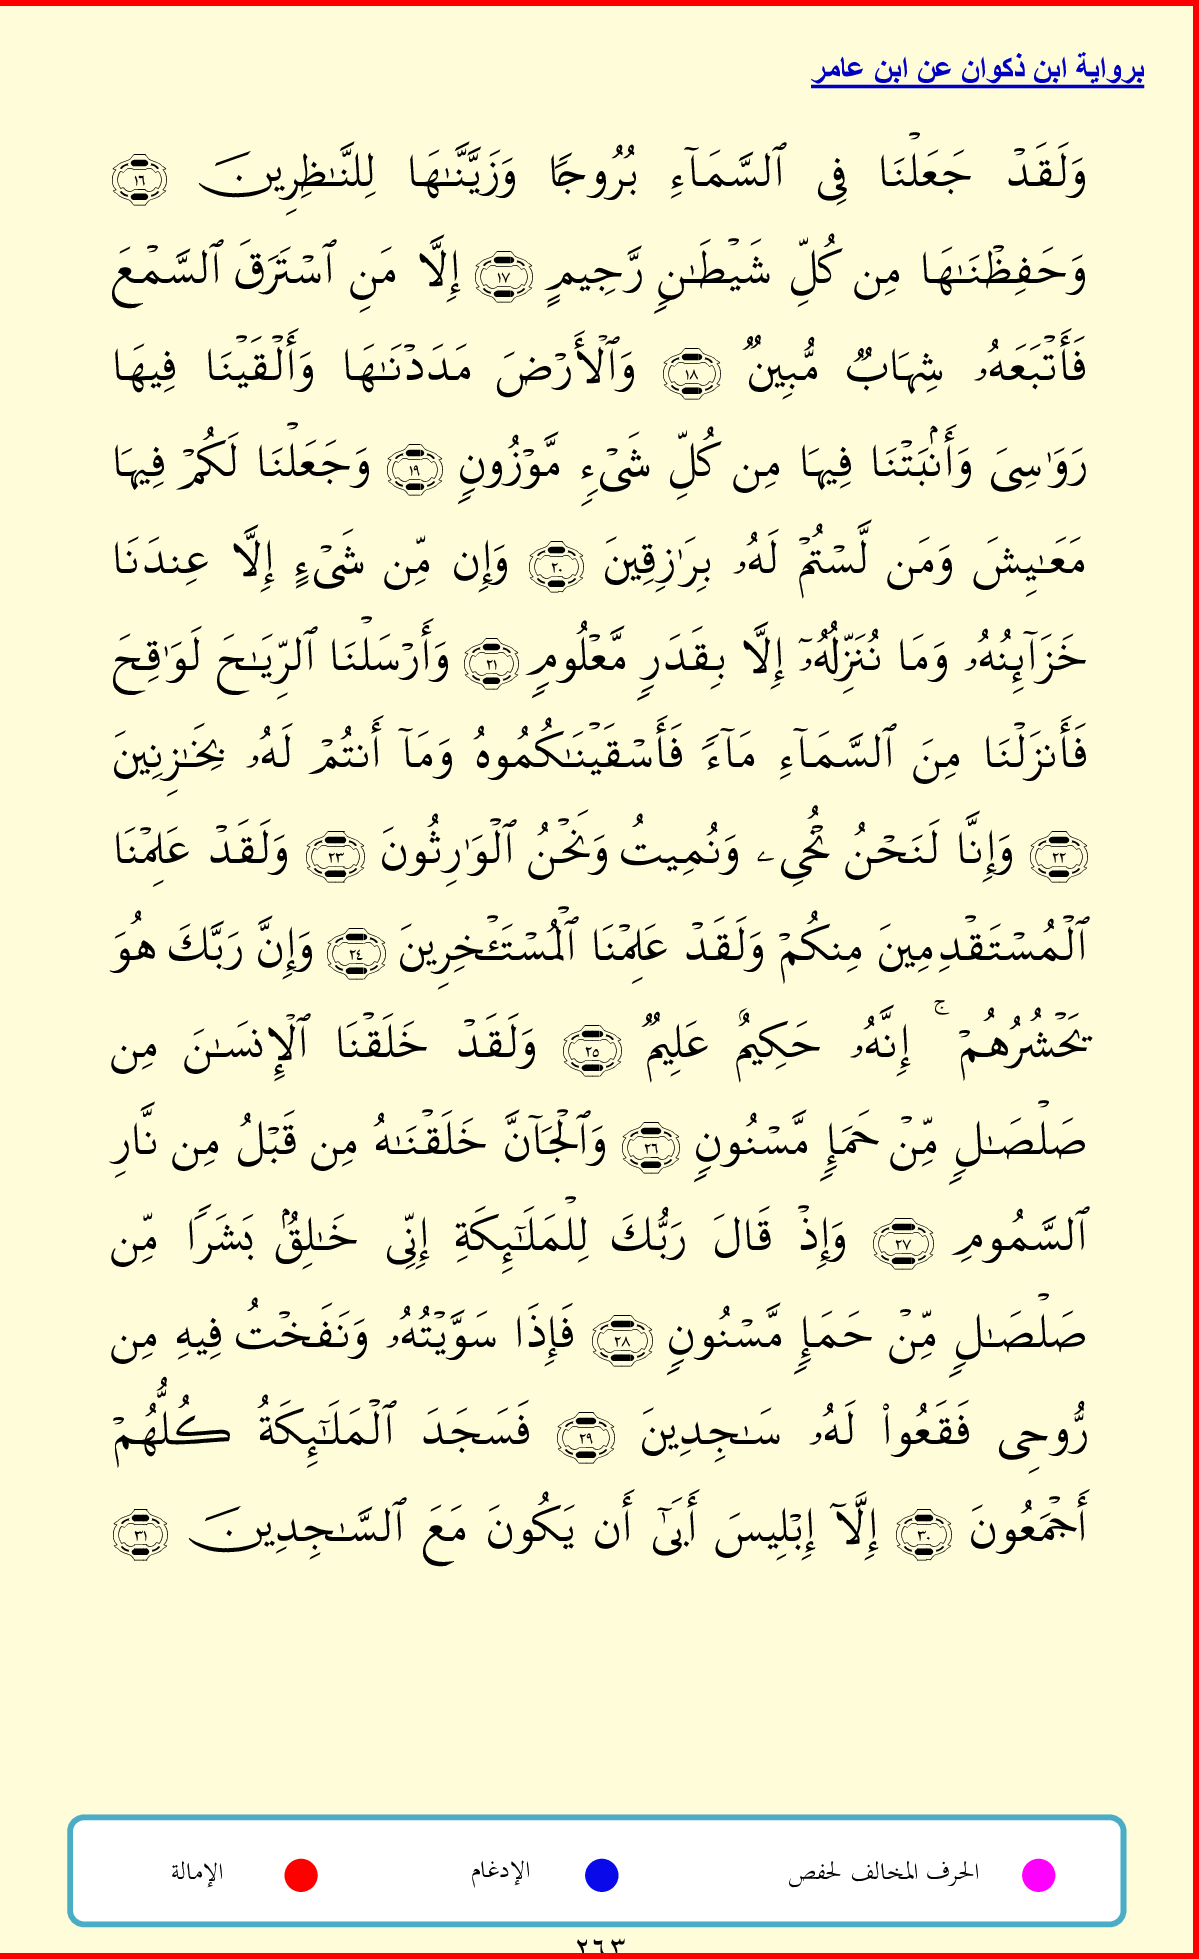 برواية ابن ذكوان عن ابن عامر
وَلَقَدۡ جَعَلۡنَا فِي ٱلسَّمَآءِ بُرُوجٗا وَزَيَّنَّٰهَا لِلنَّٰظِرِينَ ١٦
وَحَفِظۡنَٰهَا مِن كُلِّ شَيۡطَٰنٖ رَّجِيمٍ ١٧ إِلَّا مَنِ ٱسۡتَرَقَ ٱلسَّمۡعَ
فَأَتۡبَعَهُۥ شِهَابٞ مُّبِينٞ ١٨ وَٱلۡأَرۡضَ مَدَدۡنَٰهَا وَأَلۡقَيۡنَا فِيهَا
رَوَٰسِيَ وَأَنۢبَتۡنَا فِيهَا مِن كُلِّ شَيۡءٖ مَّوۡزُونٖ ١٩ وَجَعَلۡنَا لَكُمۡ فِيهَا
مَعَٰيِشَ وَمَن لَّسۡتُمۡ لَهُۥ بِرَٰزِقِينَ ٢٠ وَإِن مِّن شَيۡءٍ إِلَّا عِندَنَا
خَزَآئِنُهُۥ وَمَا نُنَزِّلُهُۥٓ إِلَّا بِقَدَرٖ مَّعۡلُومٖ ٢١ وَأَرۡسَلۡنَا ٱلرِّيَٰحَ لَوَٰقِحَ
فَأَنزَلۡنَا مِنَ ٱلسَّمَآءِ مَآءٗ فَأَسۡقَيۡنَٰكُمُوهُ وَمَآ أَنتُمۡ لَهُۥ بِخَٰزِنِينَ
٢٢ وَإِنَّا لَنَحۡنُ نُحۡيِۦ وَنُمِيتُ وَنَحۡنُ ٱلۡوَٰرِثُونَ ٢٣ وَلَقَدۡ عَلِمۡنَا
ٱلۡمُسۡتَقۡدِمِينَ مِنكُمۡ وَلَقَدۡ عَلِمۡنَا ٱلۡمُسۡتَـٔۡخِرِينَ ٢٤ وَإِنَّ رَبَّكَ هُوَ
يَحۡشُرُهُمۡۚ إِنَّهُۥ حَكِيمٌ عَلِيمٞ ٢٥ وَلَقَدۡ خَلَقۡنَا ٱلۡإِنسَٰنَ مِن
صَلۡصَٰلٖ مِّنۡ حَمَإٖ مَّسۡنُونٖ ٢٦ وَٱلۡجَآنَّ خَلَقۡنَٰهُ مِن قَبۡلُ مِن نَّارِ
ٱلسَّمُومِ ٢٧ وَإِذۡ قَالَ رَبُّكَ لِلۡمَلَٰٓئِكَةِ إِنِّي خَٰلِقُۢ بَشَرٗا مِّن
صَلۡصَٰلٖ مِّنۡ حَمَإٖ مَّسۡنُونٖ ٢٨ فَإِذَا سَوَّيۡتُهُۥ وَنَفَخۡتُ فِيهِ مِن
رُّوحِي فَقَعُواْ لَهُۥ سَٰجِدِينَ ٢٩ فَسَجَدَ ٱلۡمَلَٰٓئِكَةُ كُلُّهُمۡ
أَجۡمَعُونَ ٣٠ إِلَّآ إِبۡلِيسَ أَبَىٰٓ أَن يَكُونَ مَعَ ٱلسَّٰجِدِينَ ٣١
الحرف المخالف لحفص الإدغام الإمالة
٢٦٣